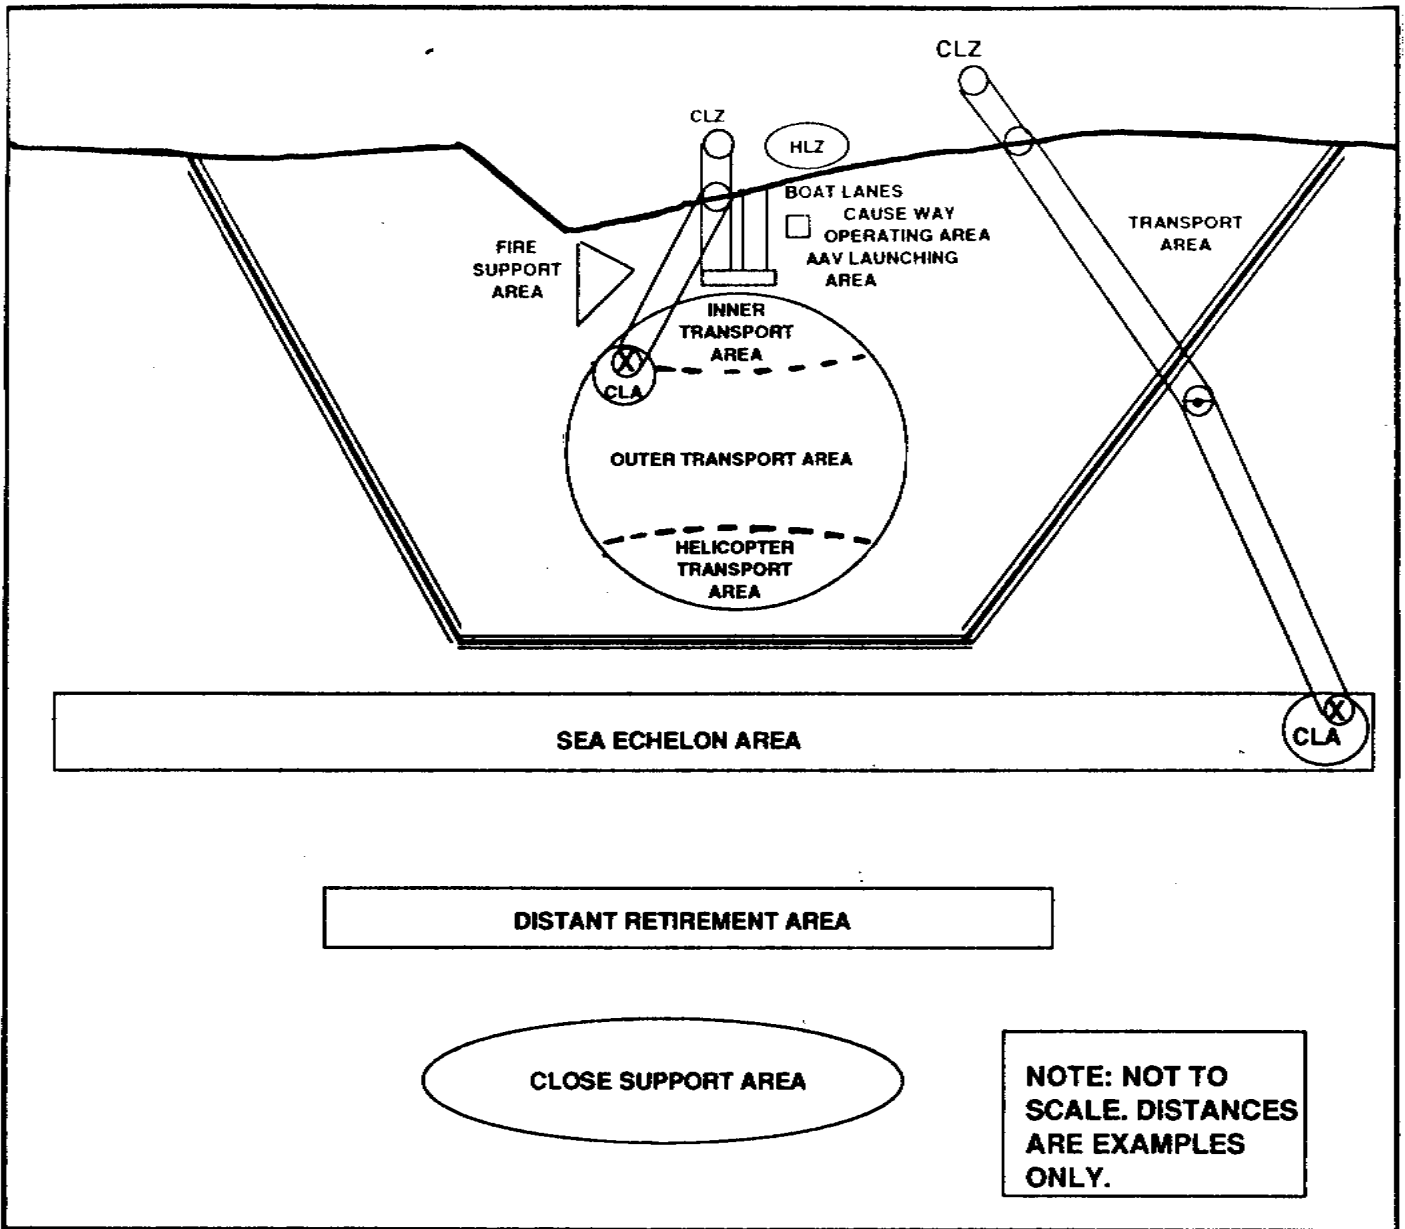 CLZ
CLZ
HLZ
BOAT LANES
CAUSE WAY
OPERATING AREA
AAV LAUNCHING
AREA
TRANSPORT
AREA
FIRE
SUPPORT
AREA
INNER
TRANSPORT
AREA
X
CLA
OUTER TRANSPORT AREA
HELICOPTER
TRANSPORT
AREA
X
CLA
SEA ECHELON AREA
DISTANT RETIREMENT AREA
CLOSE SUPPORT AREA
NOTE: NOT TO
SCALE. DISTANCES
ARE EXAMPLES
ONLY.